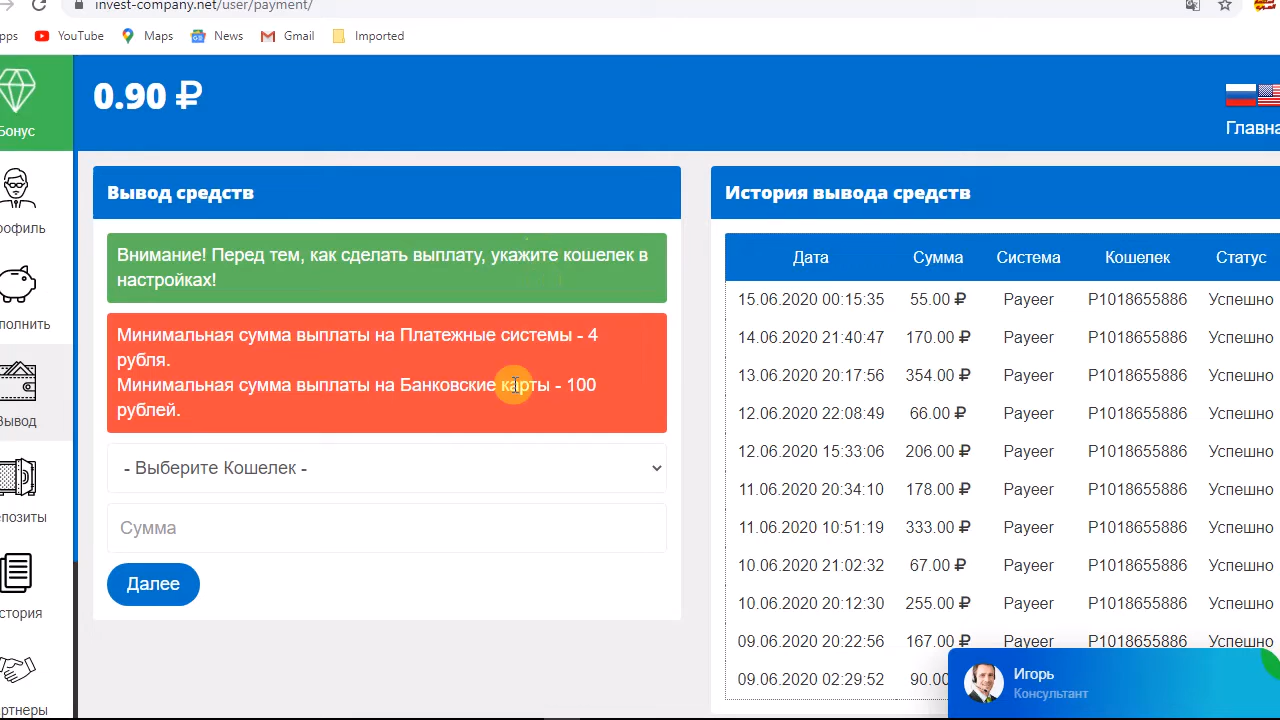 invest-company.net/user/payment/
pps YouTube Maps News Gmail Imported
0.90 ₽
Бонус
Главна
рофиль
полнить
Вывод
епозиты
стория
ртнеры
Вывод средств
Внимание! Перед тем, как сделать выплату, укажите кошелек в
настройках!
Минимальная сумма выплаты на Платежные системы - 4
рубля.
Минимальная сумма выплаты на Банковские карты - 100
рублей.
- Выберите Кошелек -
Сумма
Далее
История вывода средств
Дата Сумма Система Кошелек Статус
15.06.2020 00:15:35 55.00 ₽ Payeer P1018655886 Успешно
14.06.2020 21:40:47 170.00 ₽ Payeer P1018655886 Успешно
13.06.2020 20:17:56 354.00 ₽ Payeer P1018655886 Успешно
12.06.2020 22:08:49 66.00 ₽ Payeer P1018655886 Успешно
12.06.2020 15:33:06 206.00 ₽ Payeer P1018655886 Успешно
11.06.2020 20:34:10 178.00 ₽ Payeer P1018655886 Успешно
11.06.2020 10:51:19 333.00 ₽ Payeer P1018655886 Успешно
10.06.2020 21:02:32 67.00 ₽ Payeer P1018655886 Успешно
10.06.2020 20:12:30 255.00 ₽ Payeer P1018655886 Успешно
09.06.2020 20:22:56 167.00 ₽ Payeer P1018655886 Успешно
09.06.2020 02:29:52 90.00
Игорь
Консультант